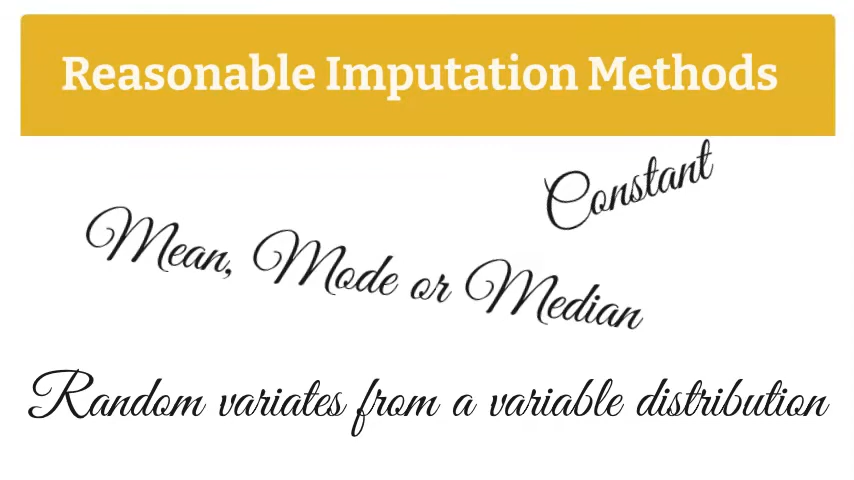 Reasonable Imputation Methods
Constant
Mean, Mode or Median
Random variates from a variable distribution